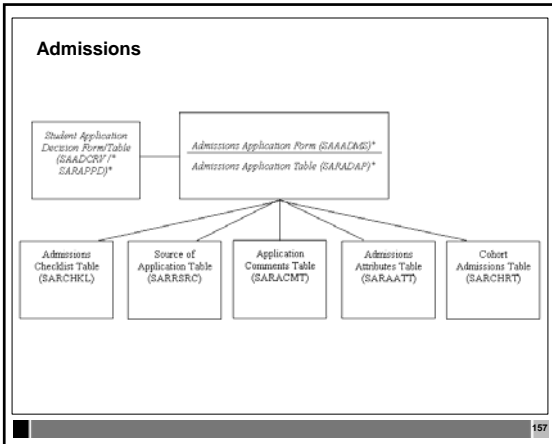 Admissions
Student Application
Decision Form/Table
(SAADCRV /*
SARAPPD)*
Admissions Application Form (SAAADMS)*
Admissions Application Table (SARADAP)*
Admissions
Checklist Table
(SARCHKL)
Source of
Application Table
(SARRSRC)
Application
Comments Table
(SARACMT)
Admissions
Attributes Table
(SARAATT)
Cohort
Admissions Table
(SARCHRT)
157